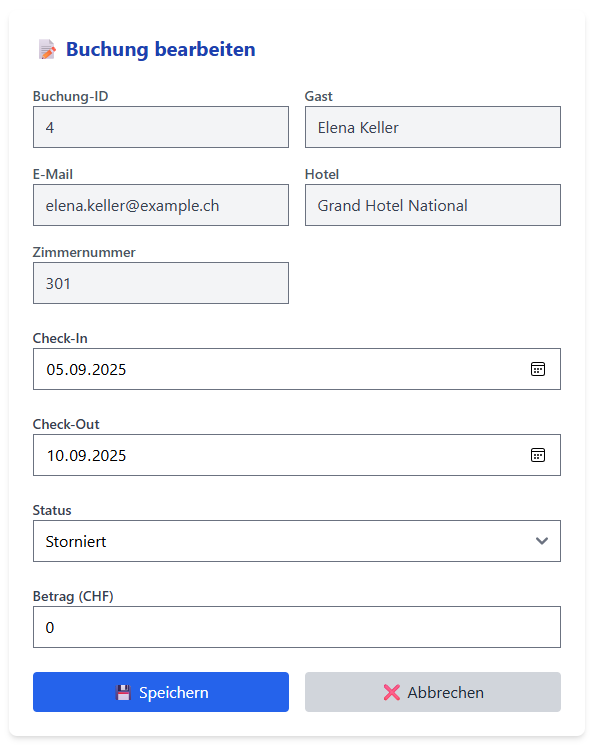 📝 Buchung bearbeiten
Buchung-ID
Gast
4
Elena Keller
E-Mail
Hotel
elena.keller@example.ch
Grand Hotel National
Zimmernummer
301
Check-In
05.09.2025
Check-Out
10.09.2025
Status
Storniert
Betrag (CHF)
0
💾 Speichern
❌ Abbrechen